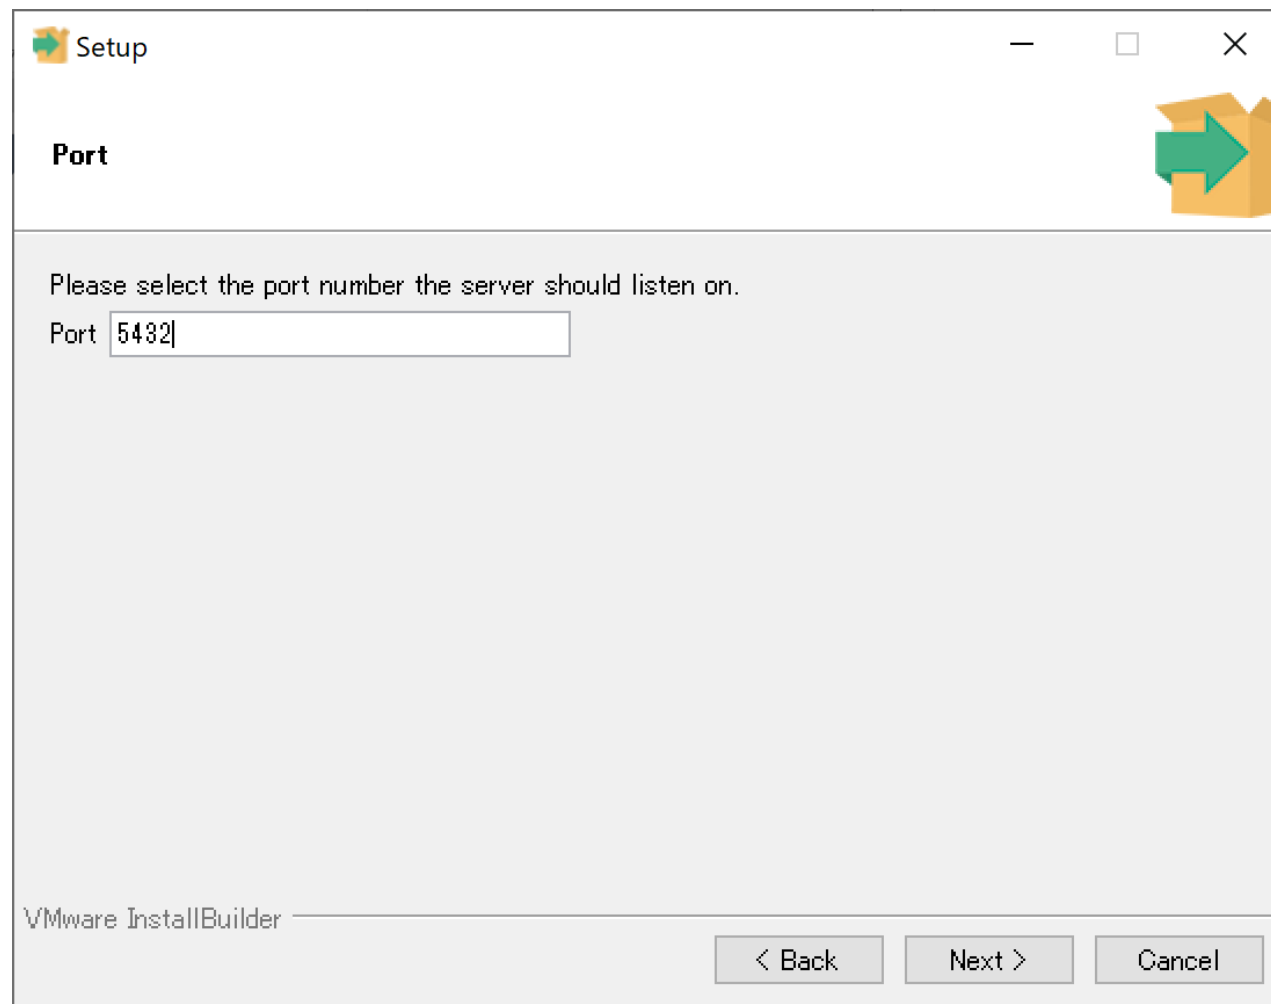 Setup
Port
Please select the port number the server should listen on.
Port 5432
VMware InstallBuilder
< Back
Next >
Cancel